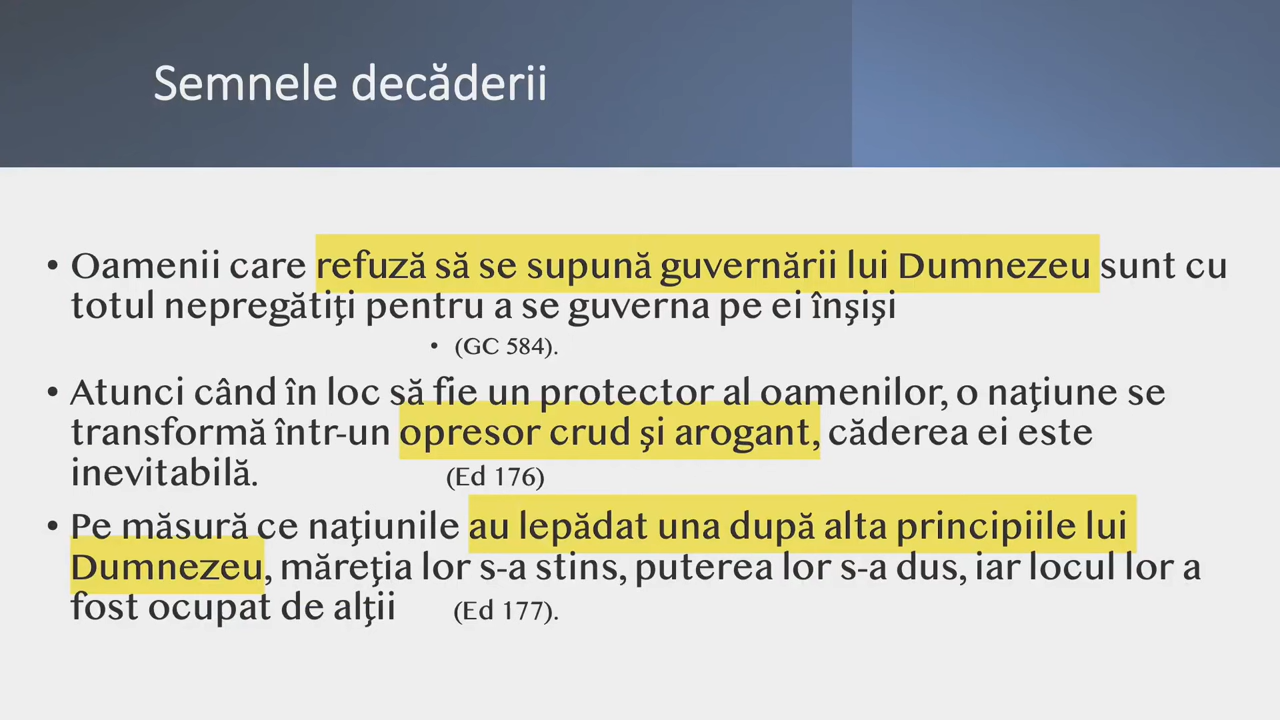 Semnele decăderii
• Oamenii care refuză să se supună guvernării lui Dumnezeu sunt cu
totul nepregătiţi pentru a se guverna pe ei înşişi
• (GC 584).
• Atunci când în loc să fie un protector al oamenilor, o naţiune se
transformă într-un opresor crud şi arogant, căderea ei este
inevitabilă. (Ed 176)
• Pe măsură ce naţiunile au lepădat una după alta principiile lui
Dumnezeu, măreţia lor s-a stins, puterea lor s-a dus, iar locul lor a
fost ocupat de alţii (Ed 177).